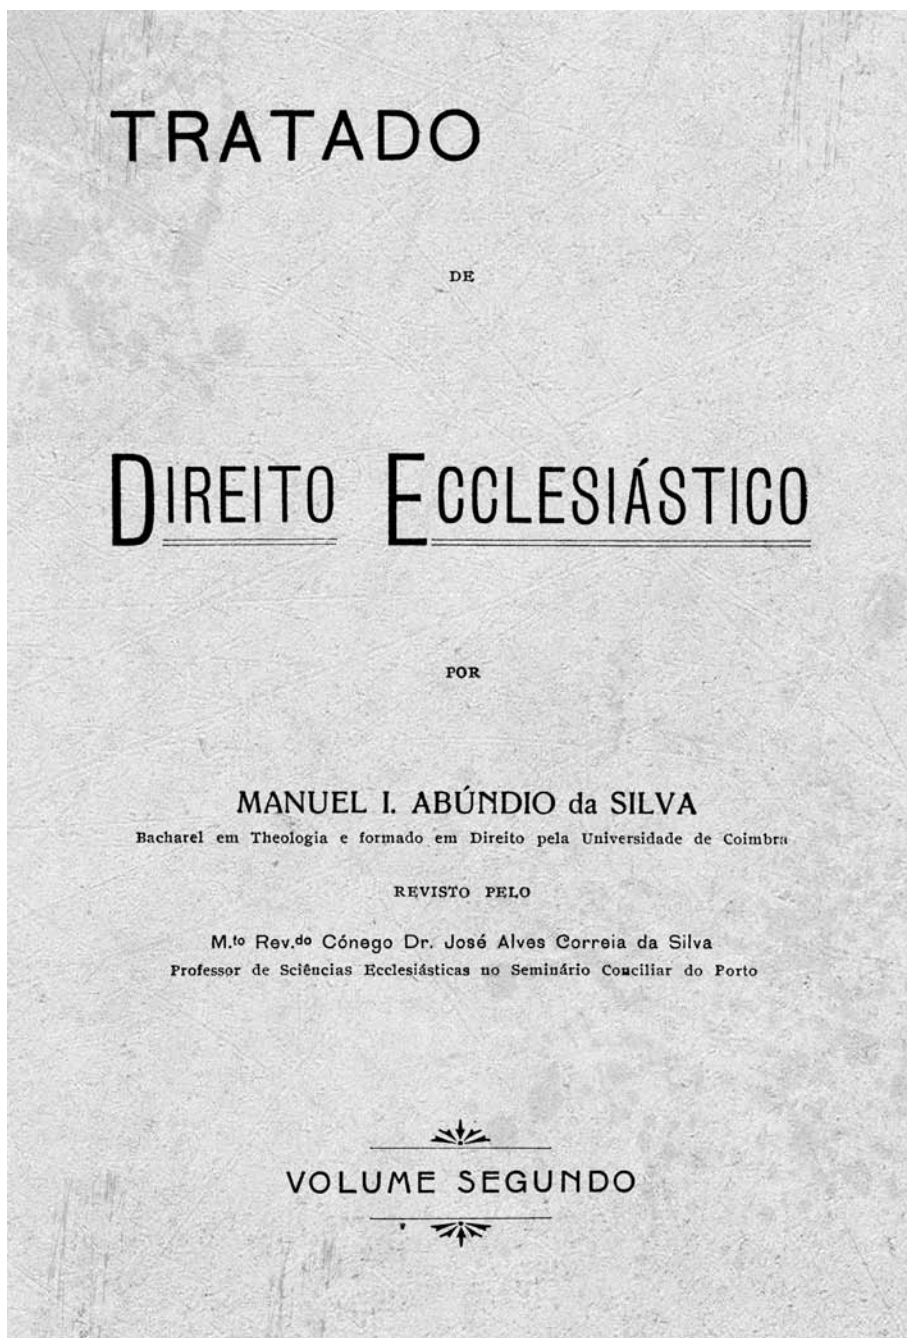 TRATADO
DE
DIREITO ECCLESIÁSTICO
POR
MANUEL I. ABÚNDIO da SILVA
Bacharel em Theologia e formado em Direito pela Universidade de Coimbra
REVISTO PELO
M.to Rev.do Cónego Dr. José Alves Correia da Silva
Professor de Sciências Ecclesiásticas no Seminário Conciliar do Porto
VOLUME SEGUNDO